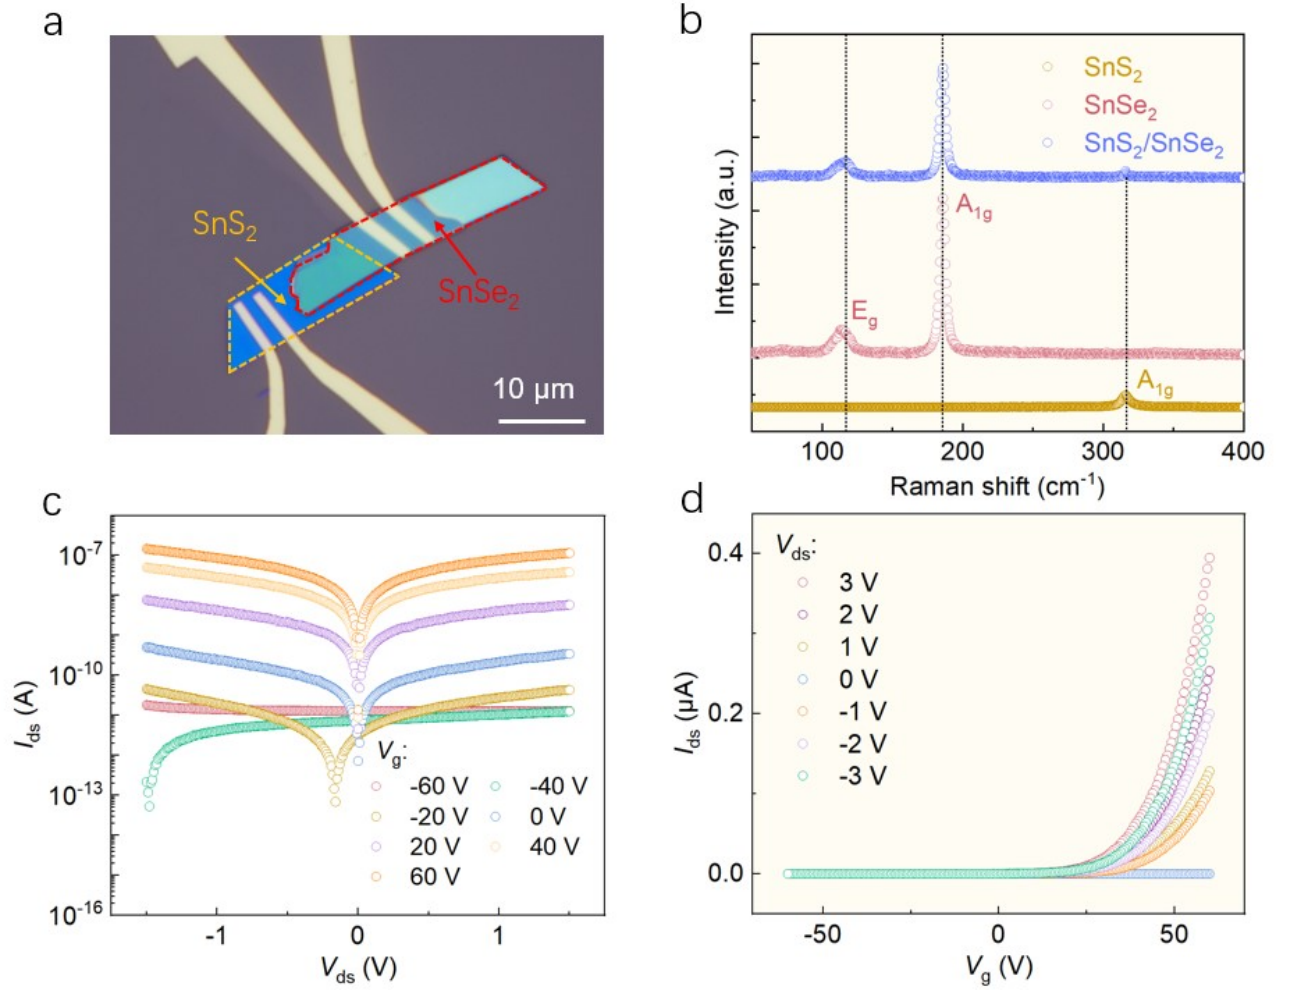 a
SnS₂
SnSe₂
10 μm
b
SnS₂
SnSe₂
SnS₂/SnSe₂
A₁g
Eg
A₁g
Intensity (a.u.)
100 200 300 400
Raman shift (cm⁻¹)
c
10⁻⁷
10⁻¹⁰
10⁻¹³
10⁻¹⁶
Ids (A)
Vg:
-60 V -40 V
-20 V 0 V
20 V 40 V
60 V
-1 0 1
Vds (V)
d
Vds:
3 V
2 V
1 V
0 V
-1 V
-2 V
-3 V
0.4
0.2
0.0
Ids (μA)
-50 0 50
Vg (V)